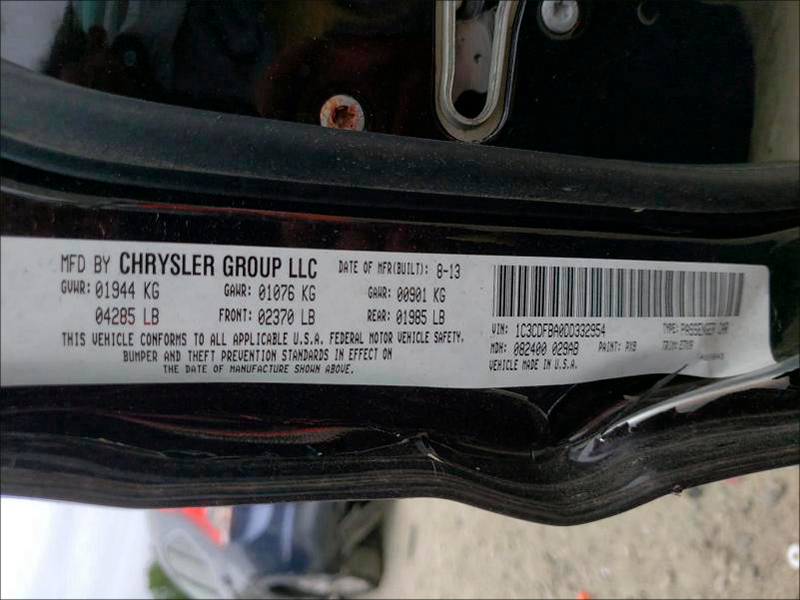 MFD BY CHRYSLER GROUP LLC DATE OF MFR(BUILT): 8-13
GVWR: 01944 KG GAWR: 01076 KG GAWR: 00901 KG
04285 LB FRONT: 02370 LB REAR: 01985 LB
THIS VEHICLE CONFORMS TO ALL APPLICABLE U.S.A. FEDERAL MOTOR VEHICLE SAFETY,
BUMPER AND THEFT PREVENTION STANDARDS IN EFFECT ON
THE DATE OF MANUFACTURE SHOWN ABOVE.
VIN: 1C3CDFBA0DD332954 TYPE: PASSENGER CAR
MDH: 082400 029AB PAINT: PXB TRIM:
VEHICLE MADE IN U.S.A.